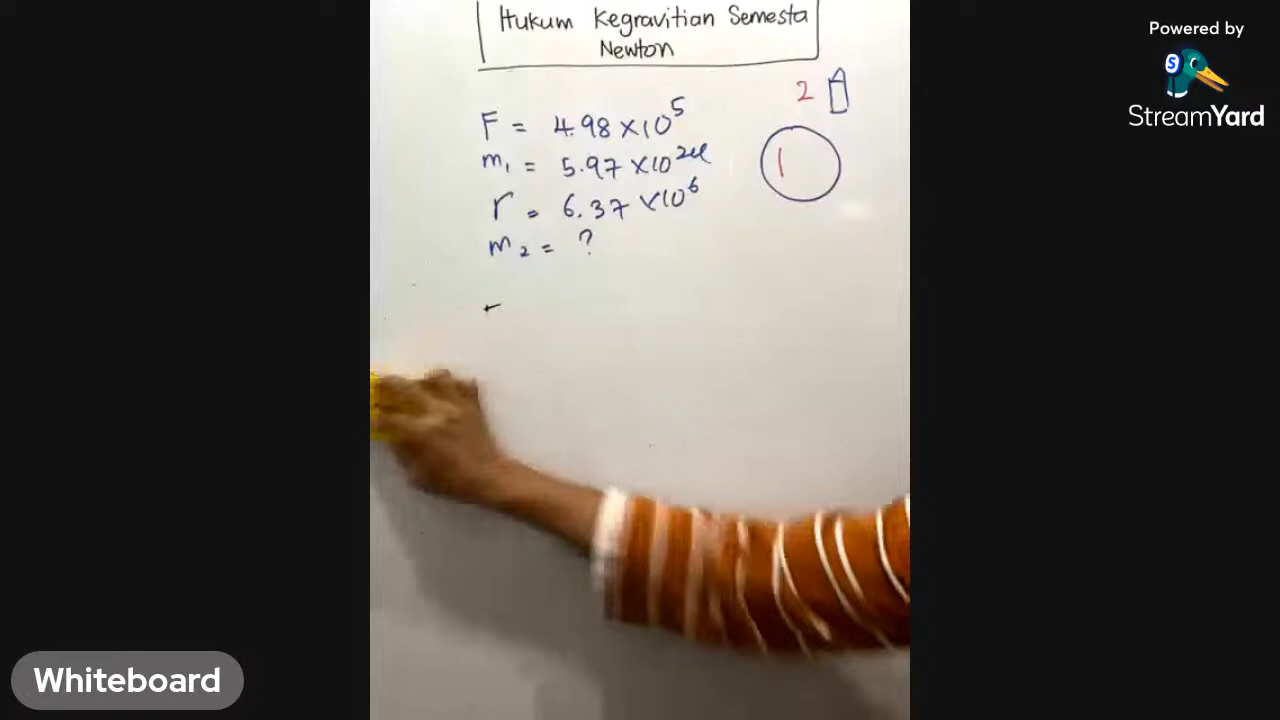 Hukum Kegravitian Semesta
Newton
2
F = 4.98 × 10^5
m₁ = 5.97 × 10^24
1
r = 6.37 × 10^6
m₂ = ?
Powered by
StreamYard
Whiteboard